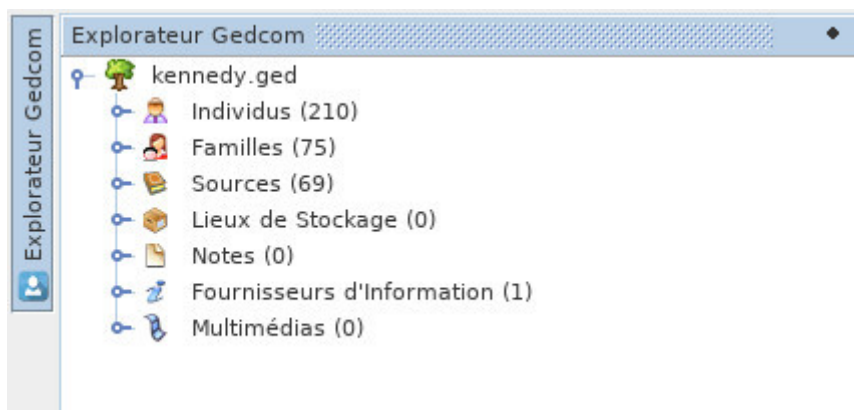 Explorateur Gedcom
Explorateur Gedcom
kennedy.ged
Individus (210)
Familles (75)
Sources (69)
Lieux de Stockage (0)
Notes (0)
Fournisseurs d'Information (1)
Multimédias (0)